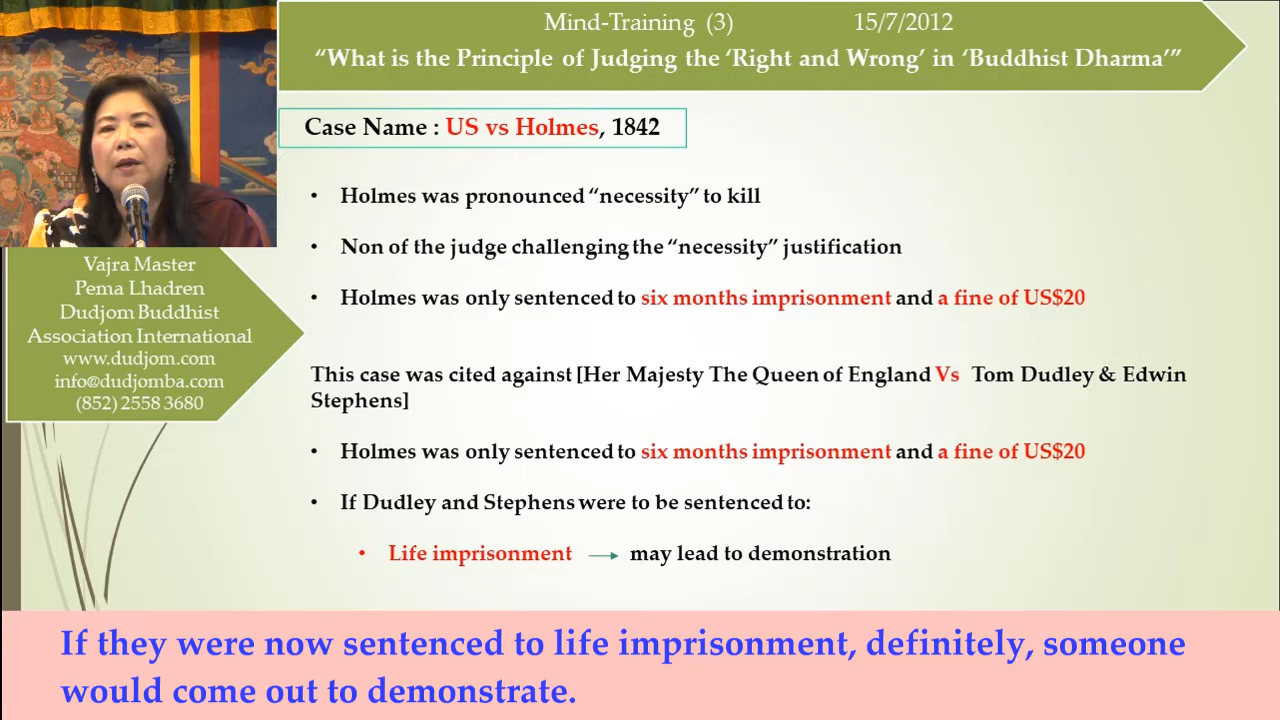 Mind-Training (3) 15/7/2012
“What is the Principle of Judging the ‘Right and Wrong’ in ‘Buddhist Dharma’”
Case Name : US vs Holmes, 1842
• Holmes was pronounced “necessity” to kill
• Non of the judge challenging the “necessity” justification
• Holmes was only sentenced to six months imprisonment and a fine of US$20
Vajra Master
Pema Lhadren
Dudjom Buddhist
Association International
www.dudjom.com
info@dudjomba.com
(852) 2558 3680
This case was cited against [Her Majesty The Queen of England Vs Tom Dudley & Edwin
Stephens]
• Holmes was only sentenced to six months imprisonment and a fine of US$20
• If Dudley and Stephens were to be sentenced to:
• Life imprisonment → may lead to demonstration
If they were now sentenced to life imprisonment, definitely, someone
would come out to demonstrate.